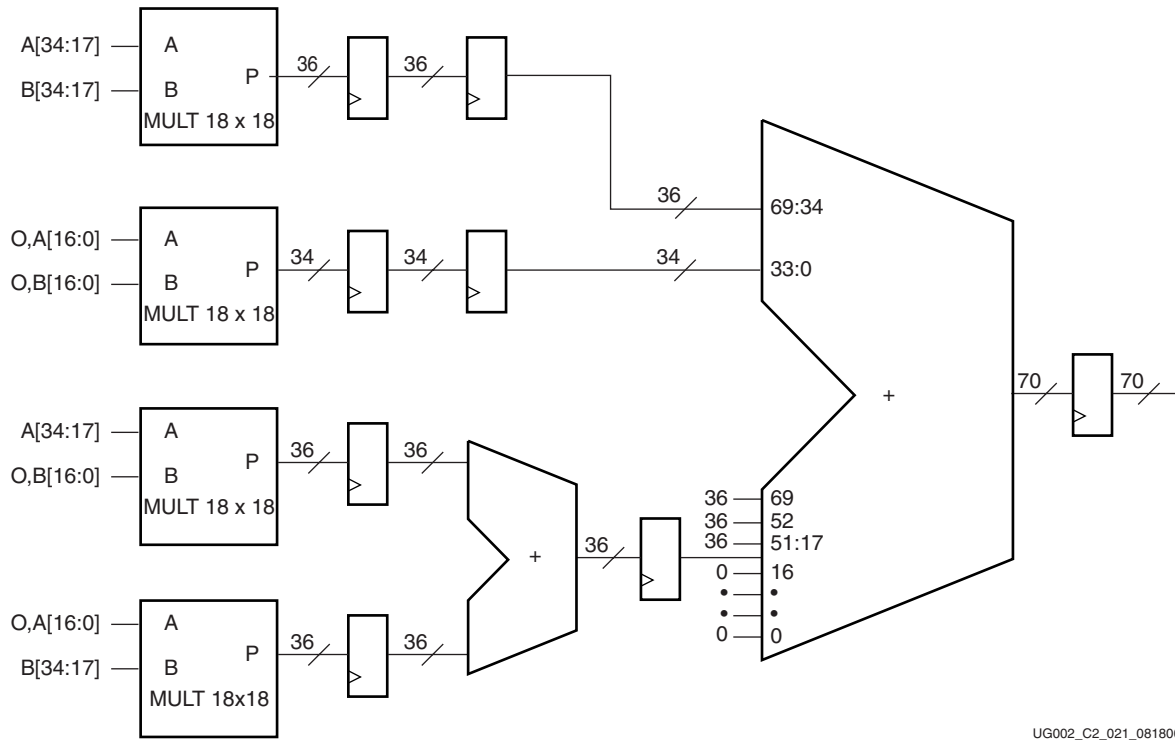 A[34:17]
B[34:17]
A
B
P
MULT 18 x 18
36
36
36
69:34
O,A[16:0]
O,B[16:0]
A
B
P
MULT 18 x 18
34
34
34
33:0
+
70
70
A[34:17]
O,B[16:0]
A
B
P
MULT 18 x 18
36
36
O,A[16:0]
B[34:17]
A
B
P
MULT 18x18
36
36
+
36
36 69
36 52
36 51:17
0 16
• •
• •
0 0
UG002_C2_021_081800